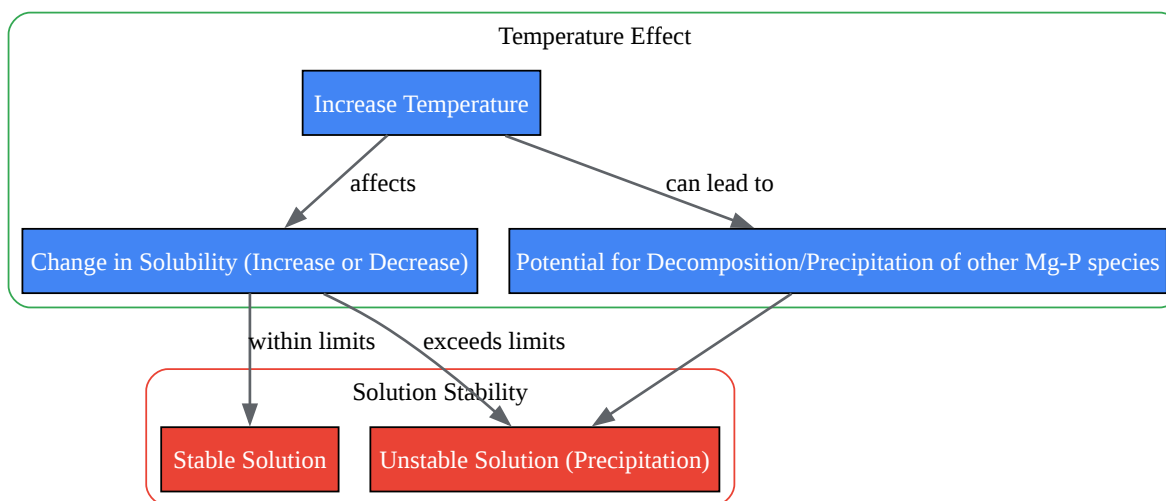 Temperature Effect
Increase Temperature
affects
can lead to
Change in Solubility (Increase or Decrease)
Potential for Decomposition/Precipitation of other Mg-P species
within limits
exceeds limits
Solution Stability
Stable Solution
Unstable Solution (Precipitation)